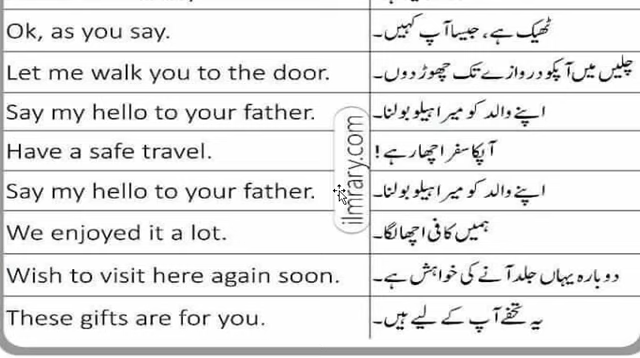 Ok, as you say. ٹھیک ہے، جیسا آپ کہیں۔
Let me walk you to the door. چلیں میں آپکو دروازے تک چھوڑ دوں۔
Say my hello to your father. اپنے والد کو میرا ہیلو بولنا۔
Have a safe travel. آپکا سفر اچھا رہے!
Say my hello to your father. اپنے والد کو میرا ہیلو بولنا۔
We enjoyed it a lot. ہمیں کافی اچھا لگا۔
Wish to visit here again soon. دوبارہ یہاں جلد آنے کی خواہش ہے۔
These gifts are for you. یہ تحفے آپ کے لیے ہیں۔
ilmrary.com